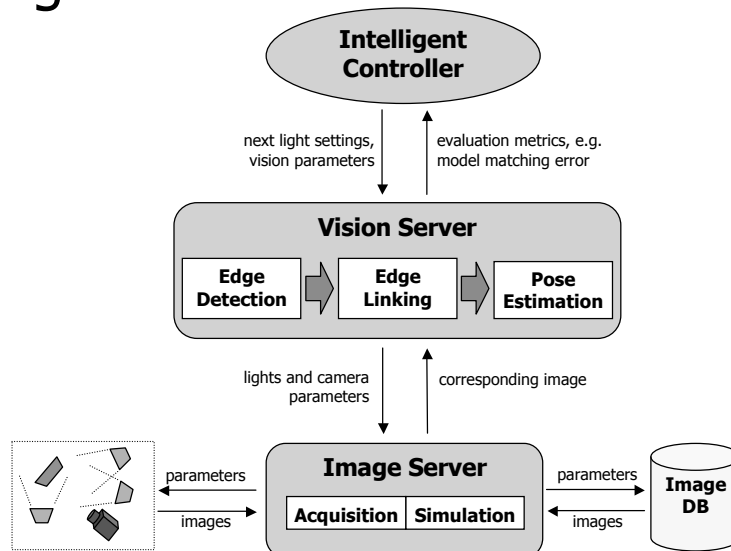 Intelligent
Controller
next light settings,
vision parameters
evaluation metrics, e.g.
model matching error
Vision Server
Edge
Detection
Edge
Linking
Pose
Estimation
lights and camera
parameters
corresponding image
Image Server
Acquisition
Simulation
parameters
images
parameters
images
Image
DB